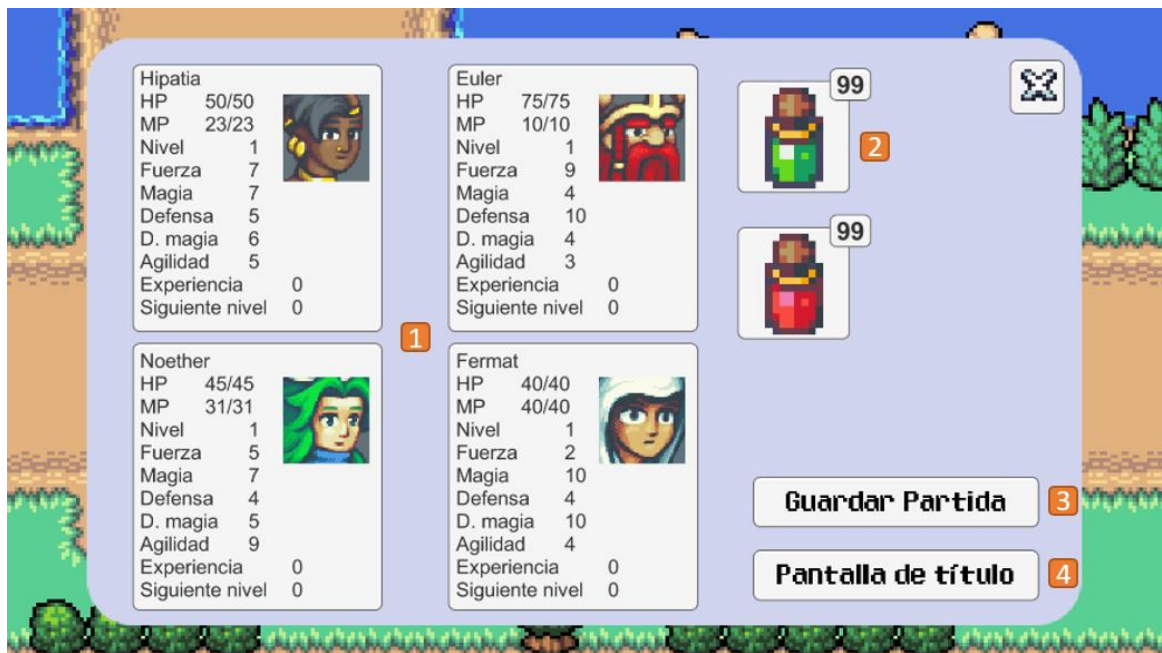 Hipatia
HP 50/50
MP 23/23
Nivel 1
Fuerza 7
Magia 7
Defensa 5
D. magia 6
Agilidad 5
Experiencia 0
Siguiente nivel 0
Euler
HP 75/75
MP 10/10
Nivel 1
Fuerza 9
Magia 4
Defensa 10
D. magia 4
Agilidad 3
Experiencia 0
Siguiente nivel 0
99
2
99
1
Noether
HP 45/45
MP 31/31
Nivel 1
Fuerza 5
Magia 7
Defensa 4
D. magia 5
Agilidad 9
Experiencia 0
Siguiente nivel 0
Fermat
HP 40/40
MP 40/40
Nivel 1
Fuerza 2
Magia 10
Defensa 4
D. magia 10
Agilidad 4
Experiencia 0
Siguiente nivel 0
Guardar Partida 3
Pantalla de título 4